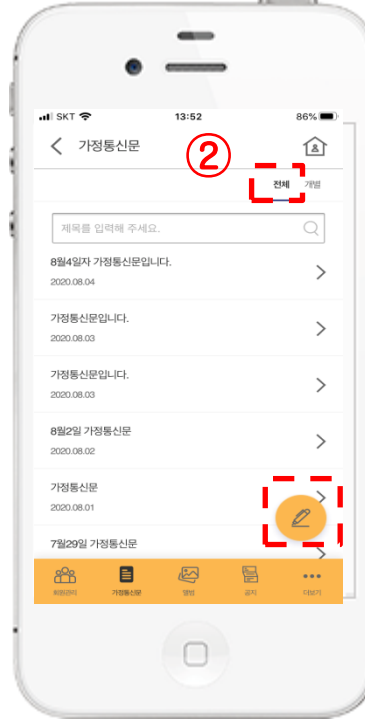 SKT 13:52 86%
가정통신문
②
전체 개별
제목을 입력해 주세요.
8월4일자 가정통신문입니다.
2020.08.04
가정통신문입니다.
2020.08.03
가정통신문입니다.
2020.08.03
8월2일 가정통신문
2020.08.02
가정통신문
2020.08.01
7월29일 가정통신문
회원관리 가정통신문 앨범 공지 더보기